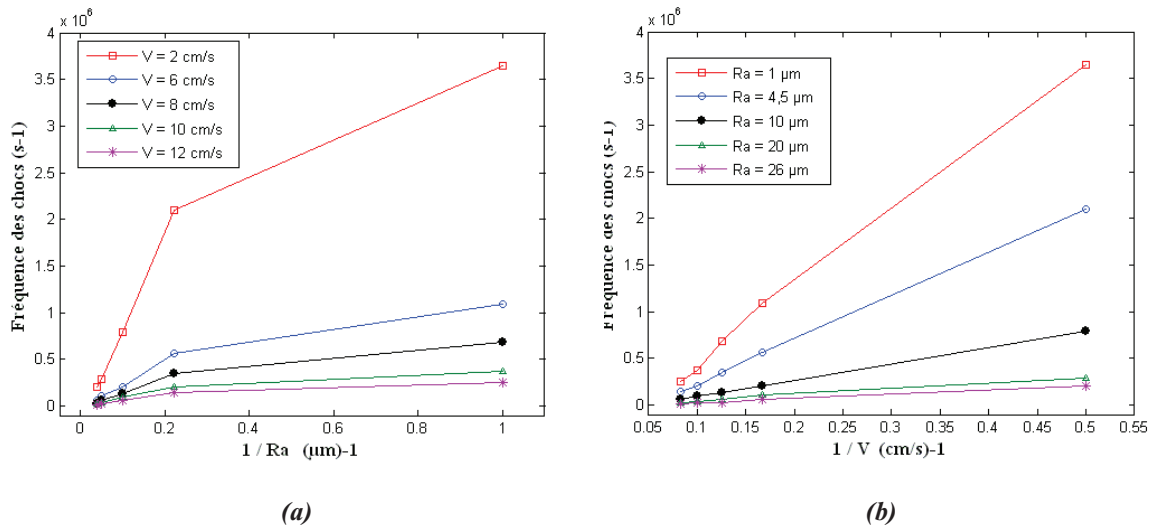 x 10^6
4
3.5
3
2.5
2
1.5
1
0.5
0
Fréquence des chocs (s-1)
V = 2 cm/s
V = 6 cm/s
V = 8 cm/s
V = 10 cm/s
V = 12 cm/s
0 0.2 0.4 0.6 0.8 1
1 / Ra (µm)-1
(a)
x 10^6
4
3.5
3
2.5
2
1.5
1
0.5
0
Fréquence des chocs (s-1)
Ra = 1 µm
Ra = 4,5 µm
Ra = 10 µm
Ra = 20 µm
Ra = 26 µm
0.05 0.1 0.15 0.2 0.25 0.3 0.35 0.4 0.45 0.5 0.55
1 / V (cm/s)-1
(b)